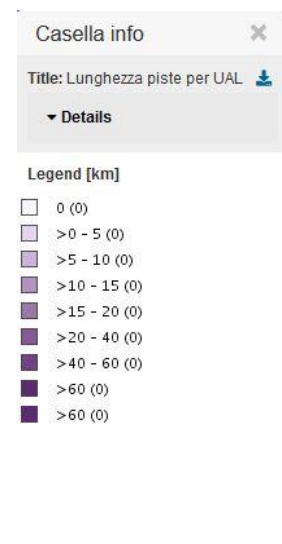 Casella info
Title: Lunghezza piste per UAL
Details
Legend [km]
0 (0)
>0 - 5 (0)
>5 - 10 (0)
>10 - 15 (0)
>15 - 20 (0)
>20 - 40 (0)
>40 - 60 (0)
>60 (0)
>60 (0)